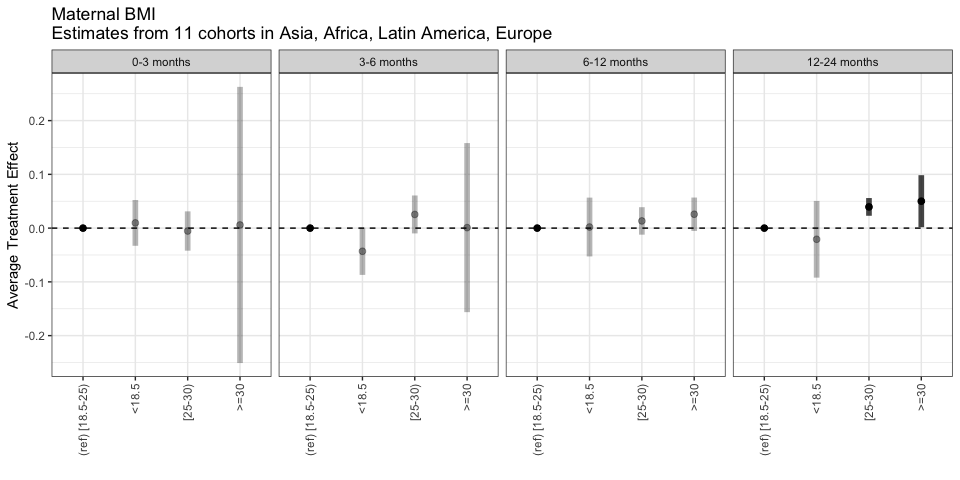 Maternal BMI
Estimates from 11 cohorts in Asia, Africa, Latin America, Europe
0-3 months
3-6 months
6-12 months
12-24 months
Average Treatment Effect
0.2
0.1
0.0
-0.1
-0.2
(ref) [18.5-25)
<18.5
[25-30)
>=30
(ref) [18.5-25)
<18.5
[25-30)
>=30
(ref) [18.5-25)
<18.5
[25-30)
>=30
(ref) [18.5-25)
<18.5
[25-30)
>=30